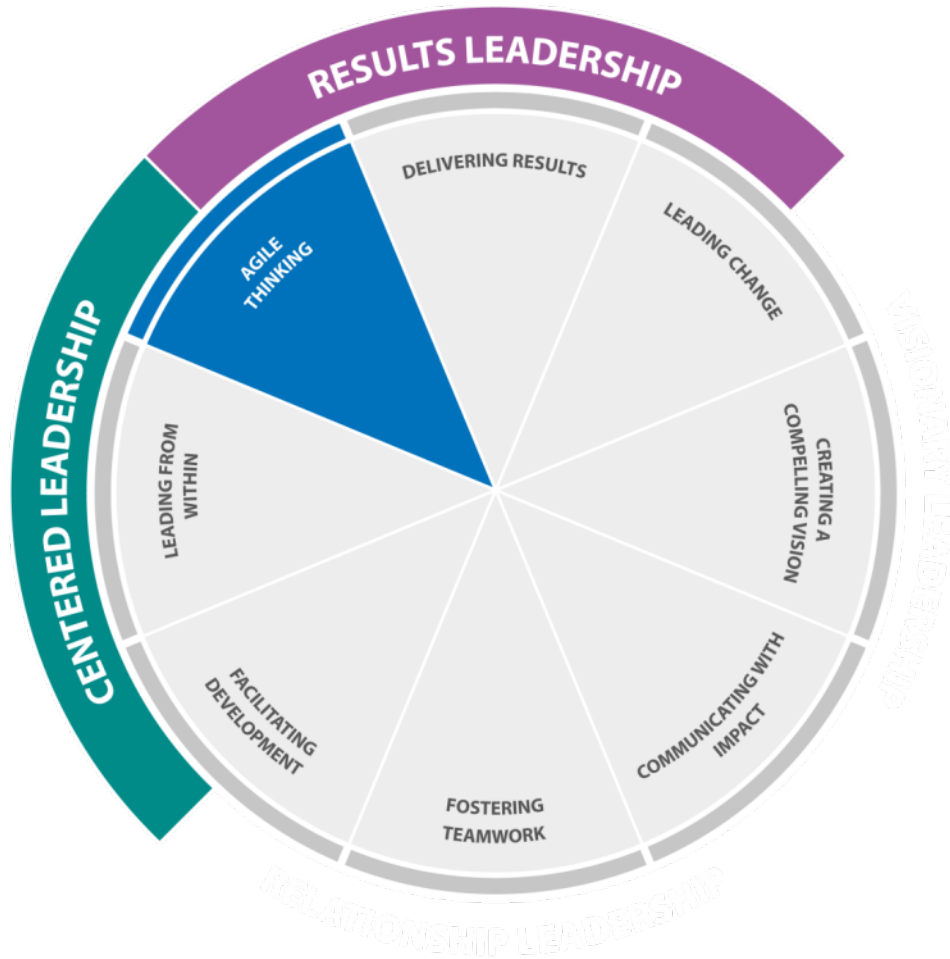 RESULTS LEADERSHIP
DELIVERING RESULTS
LEADING CHANGE
CREATING A
COMPELLING VISION
COMMUNICATING WITH
IMPACT
FOSTERING
TEAMWORK
FACILITATING
DEVELOPMENT
LEADING FROM
WITHIN
AGILE
THINKING
CENTERED LEADERSHIP
VISIONARY LEADERSHIP
RELATIONSHIP LEADERSHIP